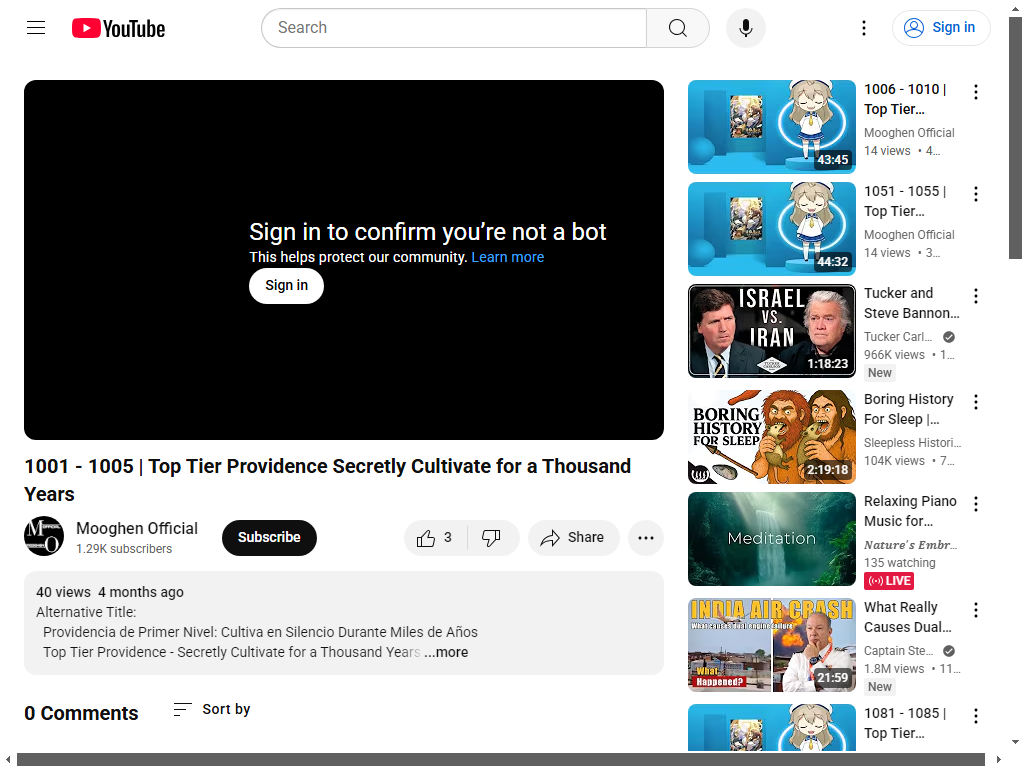 YouTube
Search
Sign in
Sign in to confirm you're not a bot
This helps protect our community. Learn more
Sign in
1001 - 1005 | Top Tier Providence Secretly Cultivate for a Thousand
Years
Mooghen Official
1.29K subscribers
Subscribe
3
Share
40 views 4 months ago
Alternative Title:
Providencia de Primer Nivel: Cultiva en Silencio Durante Miles de Años
Top Tier Providence - Secretly Cultivate for a Thousand Years ...more
0 Comments
Sort by
43:45
1006 - 1010 |
Top Tier...
Mooghen Official
14 views • 4...
44:32
1051 - 1055 |
Top Tier...
Mooghen Official
14 views • 3...
ISRAEL
VS.
IRAN
1:18:23
Tucker and
Steve Bannon...
Tucker Carl...
966K views • 1...
New
BORING
HISTORY
FOR SLEEP
2:19:18
Boring History
For Sleep |...
Sleepless Histori...
104K views • 7...
Meditation
Relaxing Piano
Music for...
Nature's Embr...
135 watching
LIVE
INDIA AIR CRASH
What causes dual engine failure
What
Happened?
21:59
What Really
Causes Dual...
Captain Ste...
1.8M views • 11...
New
1081 - 1085 |
Top Tier...